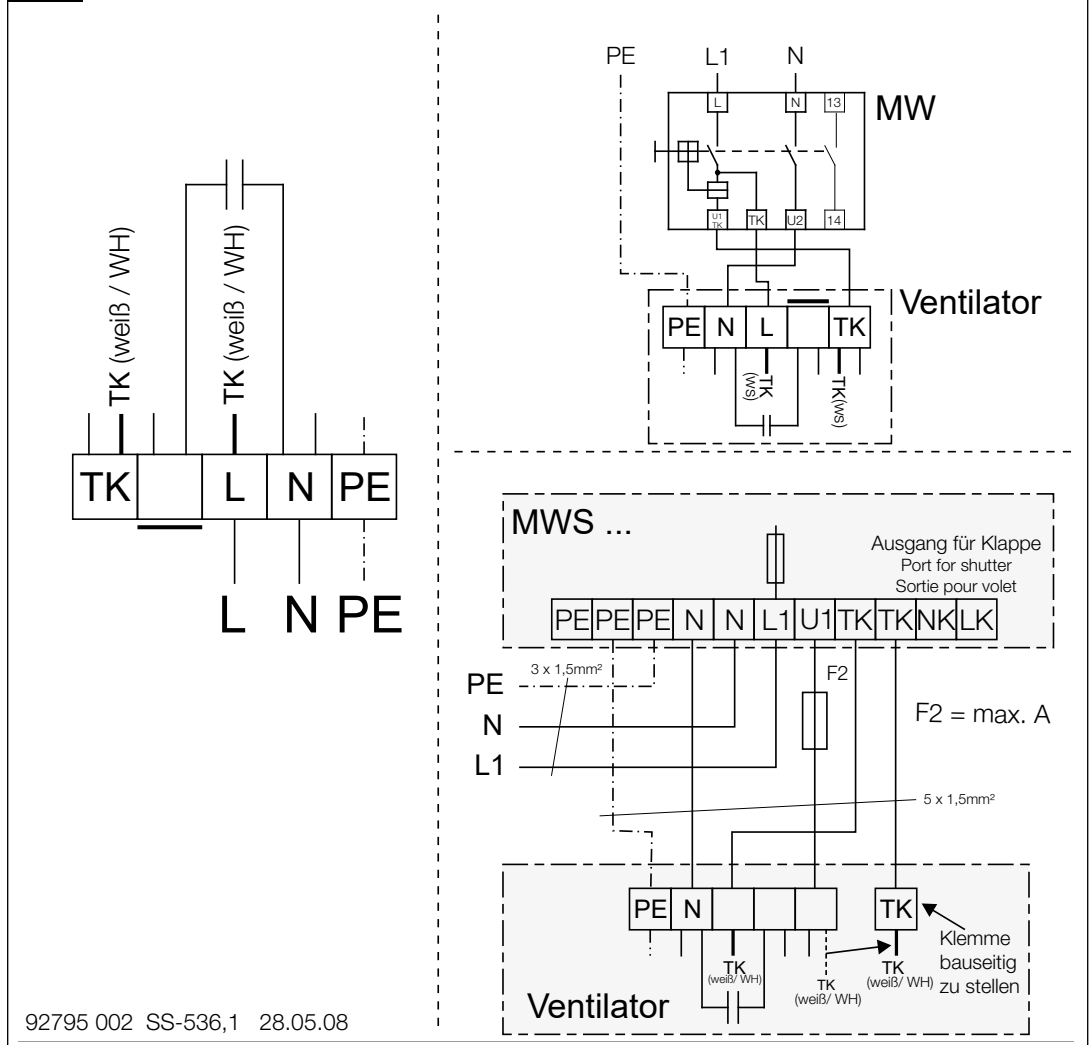 TK (weiß / WH)
TK (weiß / WH)
TK L N PE
L N PE
PE L1 N
MW
L N 13
U1 TK TK U2 14
Ventilator
PE N L TK
TK (WS)
TK(WS)
MWS ...
Ausgang für Klappe
Port for shutter
Sortie pour volet
PE PE PE N N L1 U1 TK TK NK LK
3 x 1,5mm²
PE
N
L1
F2
F2 = max. A
5 x 1,5mm²
PE N TK
TK
(weiß/ WH)
TK
(weiß/ WH)
TK
(weiß/ WH)
Klemme
bauseitig
zu stellen
Ventilator
92795 002 SS-536,1 28.05.08